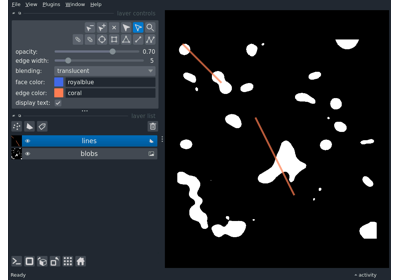 File View Plugins Window Help
layer controls
opacity: 0.70
edge width: 5
blending: translucent
face color: royalblue
edge color: coral
display text:
layer list
lines
blobs
Ready
activity